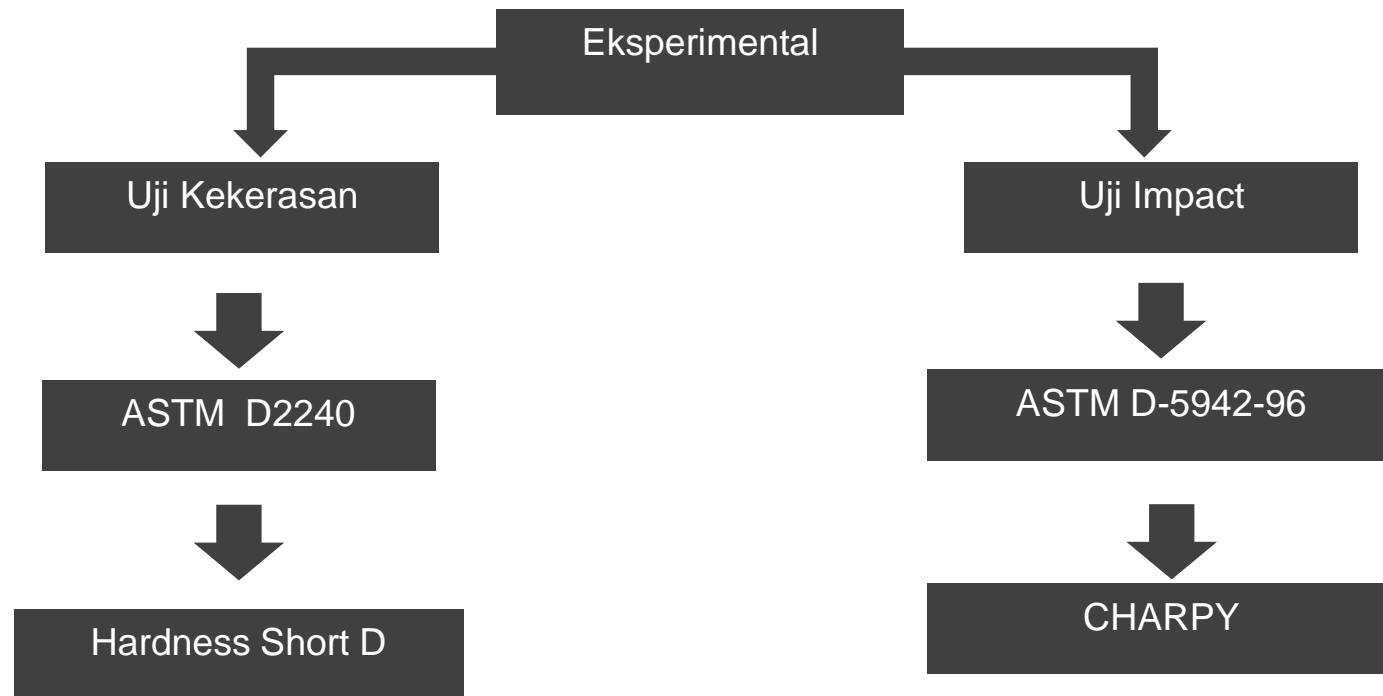 Eksperimental
Uji Kekerasan
Uji Impact
ASTM  D2240
ASTM D-5942-96
Hardness Short D
CHARPY